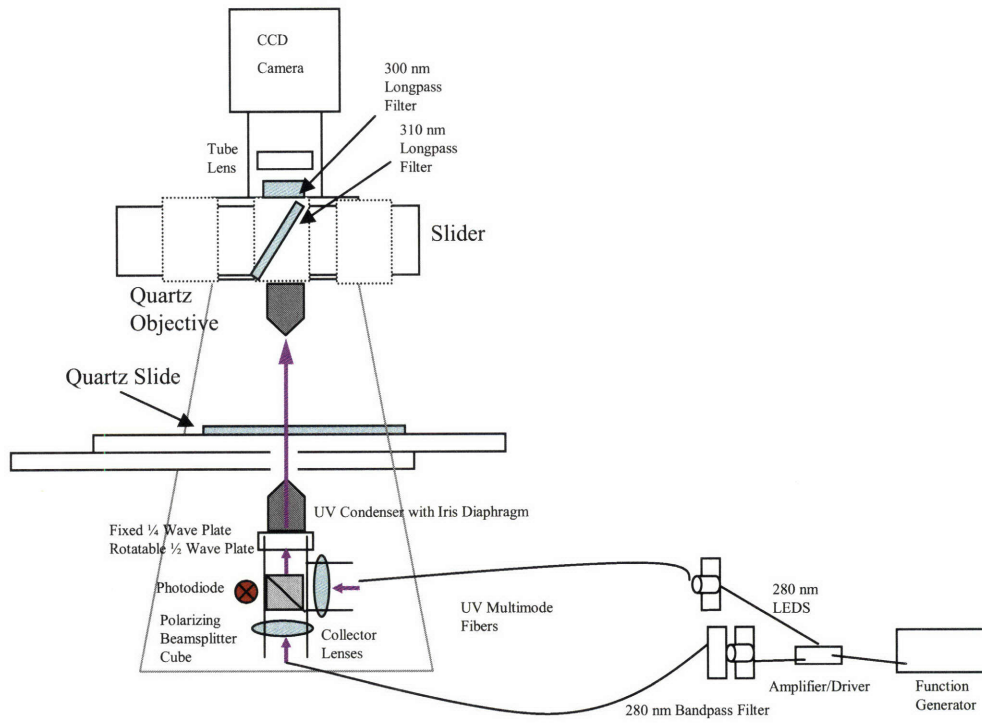 CCD
Camera
300 nm
Longpass
Filter
310 nm
Longpass
Filter
Tube
Lens
Slider
Quartz
Objective
Quartz Slide
UV Condenser with Iris Diaphragm
Fixed ¼ Wave Plate
Rotatable ½ Wave Plate
Photodiode
Polarizing
Beamsplitter
Cube
Collector
Lenses
UV Multimode
Fibers
280 nm
LEDS
Amplifier/Driver
Function
Generator
280 nm Bandpass Filter